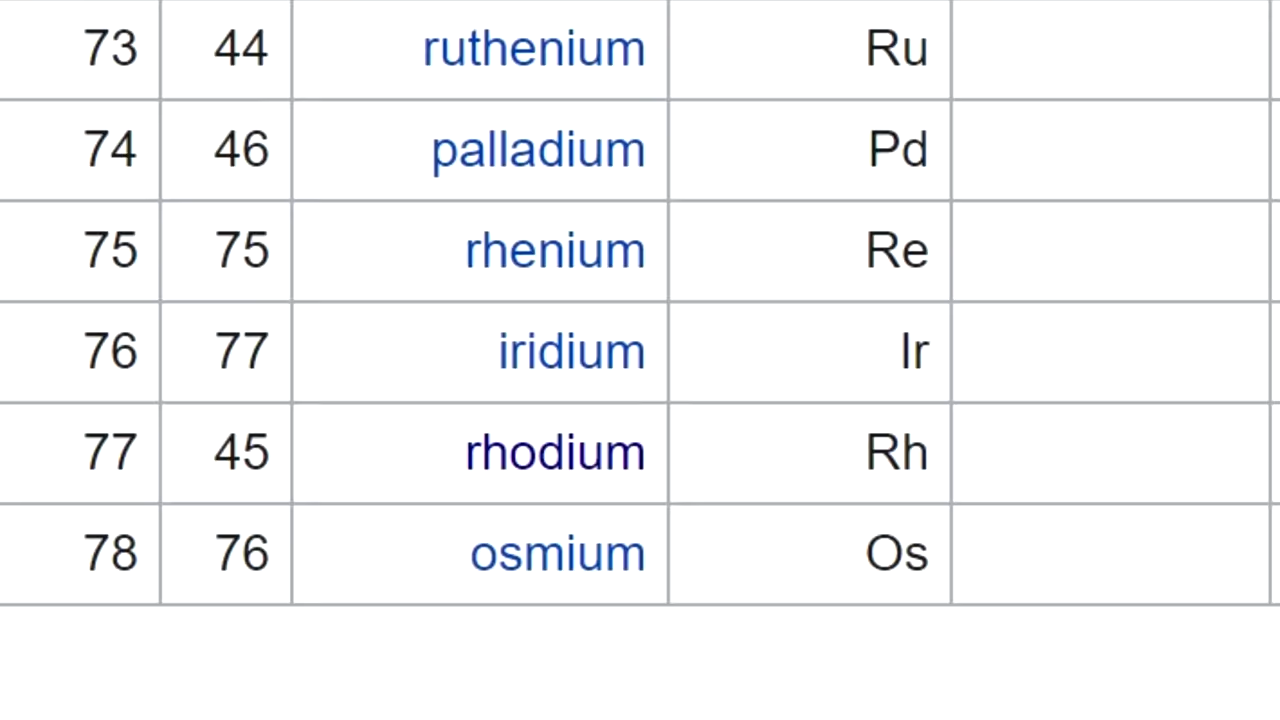 73 44 ruthenium Ru
74 46 palladium Pd
75 75 rhenium Re
76 77 iridium Ir
77 45 rhodium Rh
78 76 osmium Os